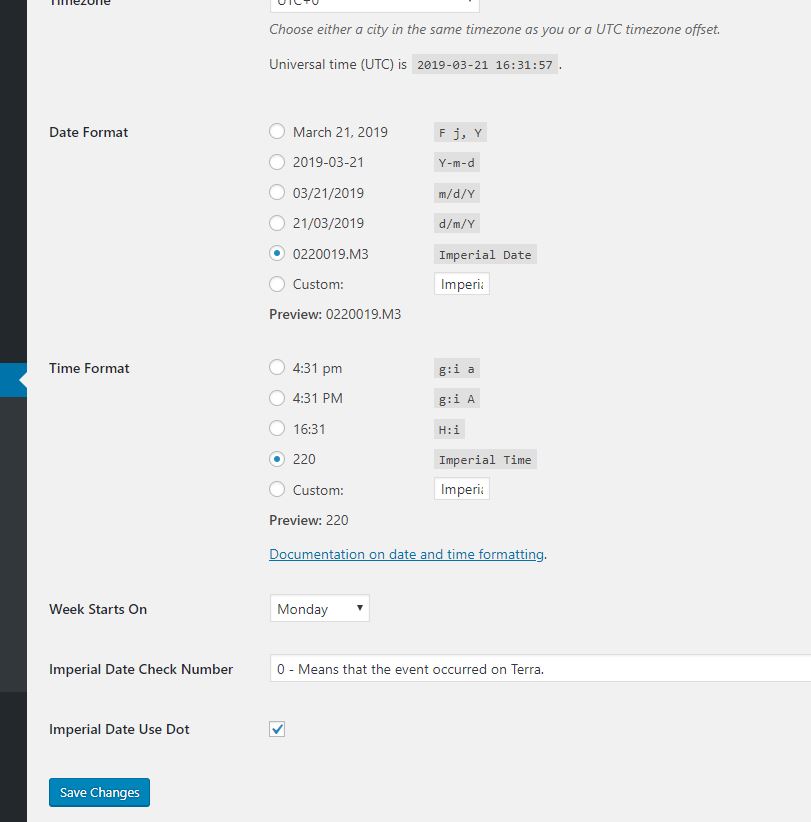 Timezone
UTC+0
Choose either a city in the same timezone as you or a UTC timezone offset.
Universal time (UTC) is 2019-03-21 16:31:57 .
Date Format
March 21, 2019 F j, Y
2019-03-21 Y-m-d
03/21/2019 m/d/Y
21/03/2019 d/m/Y
0220019.M3 Imperial Date
Custom: Imperia
Preview: 0220019.M3
Time Format
4:31 pm g:i a
4:31 PM g:i A
16:31 H:i
220 Imperial Time
Custom: Imperia
Preview: 220
Documentation on date and time formatting.
Week Starts On Monday
Imperial Date Check Number 0 - Means that the event occurred on Terra.
Imperial Date Use Dot
Save Changes